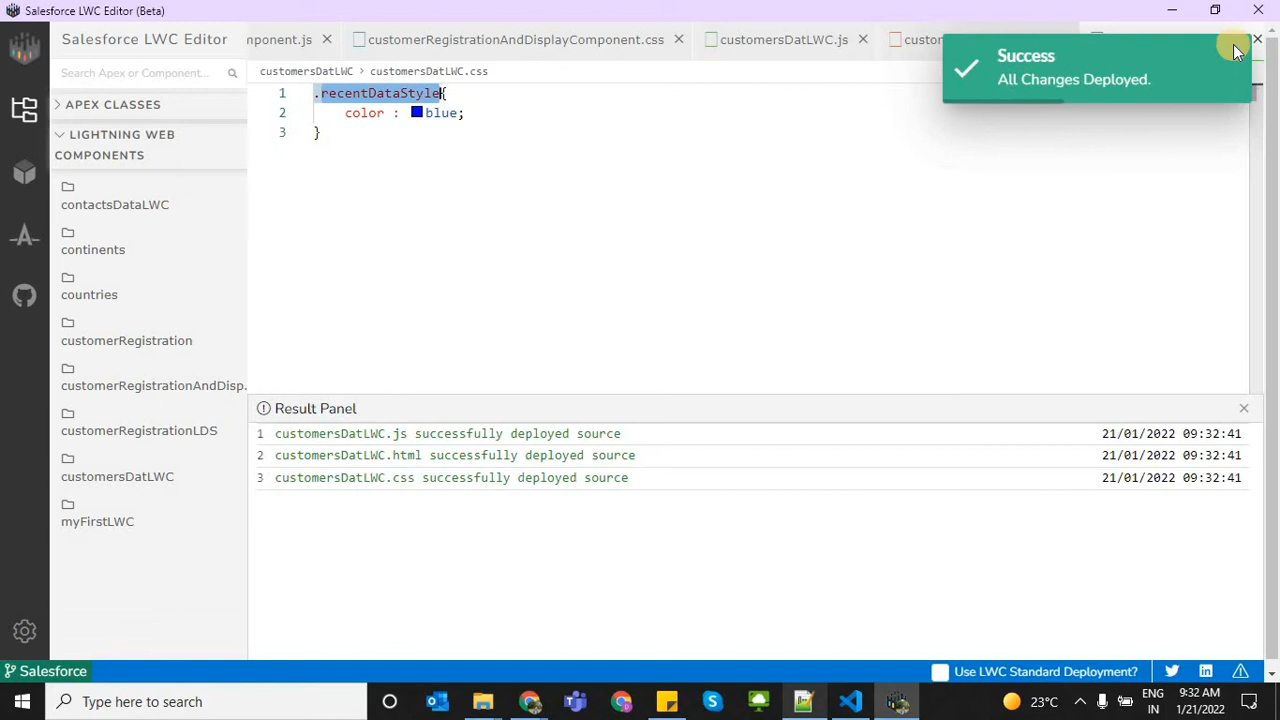 Salesforce LWC Editor (Beta)
Salesforce LWC Editor
mponent.js
customerRegistrationAndDisplayComponent.css
customersDatLWC.js
custom
Success
All Changes Deployed.
Search Apex or Component...
customersDatLWC > customersDatLWC.css
APEX CLASSES
LIGHTNING WEB
COMPONENTS
1 .recentDataStyle{
2 color : blue;
3 }
contactsDataLWC
continents
countries
customerRegistration
customerRegistrationAndDisp.
customerRegistrationLDS
customersDatLWC
myFirstLWC
Result Panel
1 customersDatLWC.js successfully deployed source 21/01/2022 09:32:41
2 customersDatLWC.html successfully deployed source 21/01/2022 09:32:41
3 customersDatLWC.css successfully deployed source 21/01/2022 09:32:41
Salesforce
Use LWC Standard Deployment?
Type here to search
23°C
ENG
IN
9:32 AM
1/21/2022